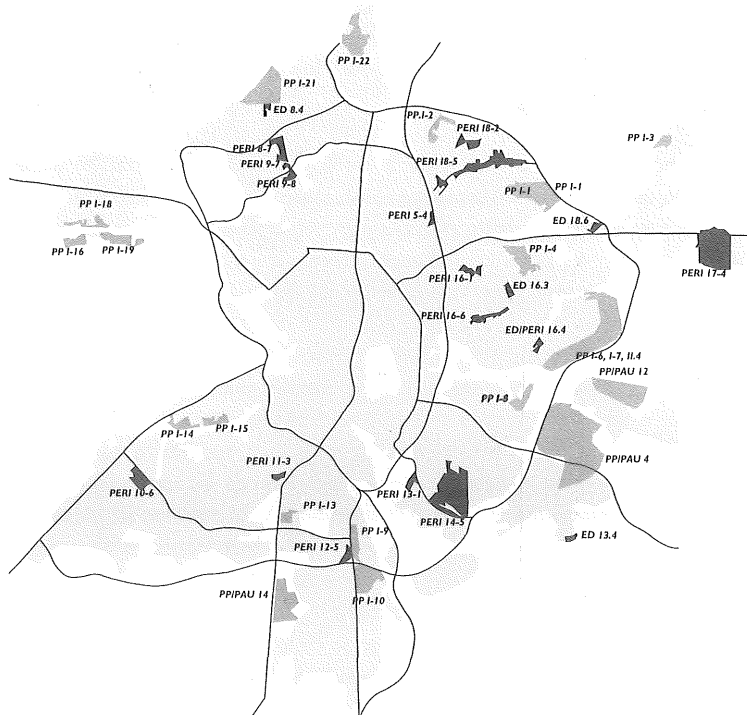 PP I-22
PP I-21
ED 8.4
PP.I-2
PERI 18-2
PP I-3
PERI 8-7
PERI 9-7
PERI 9-8
PERI 18-5
PP I-1
PP I-1
PP I-18
PERI 5-4
ED 18.6
PP I-16
PP I-19
PP I-4
PERI 16-1
PERI 17-4
ED 16.3
PERI 16-6
ED/PERI 16.4
PP I-6, I-7, II.4
PP/PAU 12
PP I-8
PP I-14
PP I-15
PERI 11-3
PP/PAU 4
PERI 10-6
PERI 13-1
PP I-13
PERI 14-5
PP I-9
ED 13.4
PERI 12-5
PP/PAU 14
PP I-10